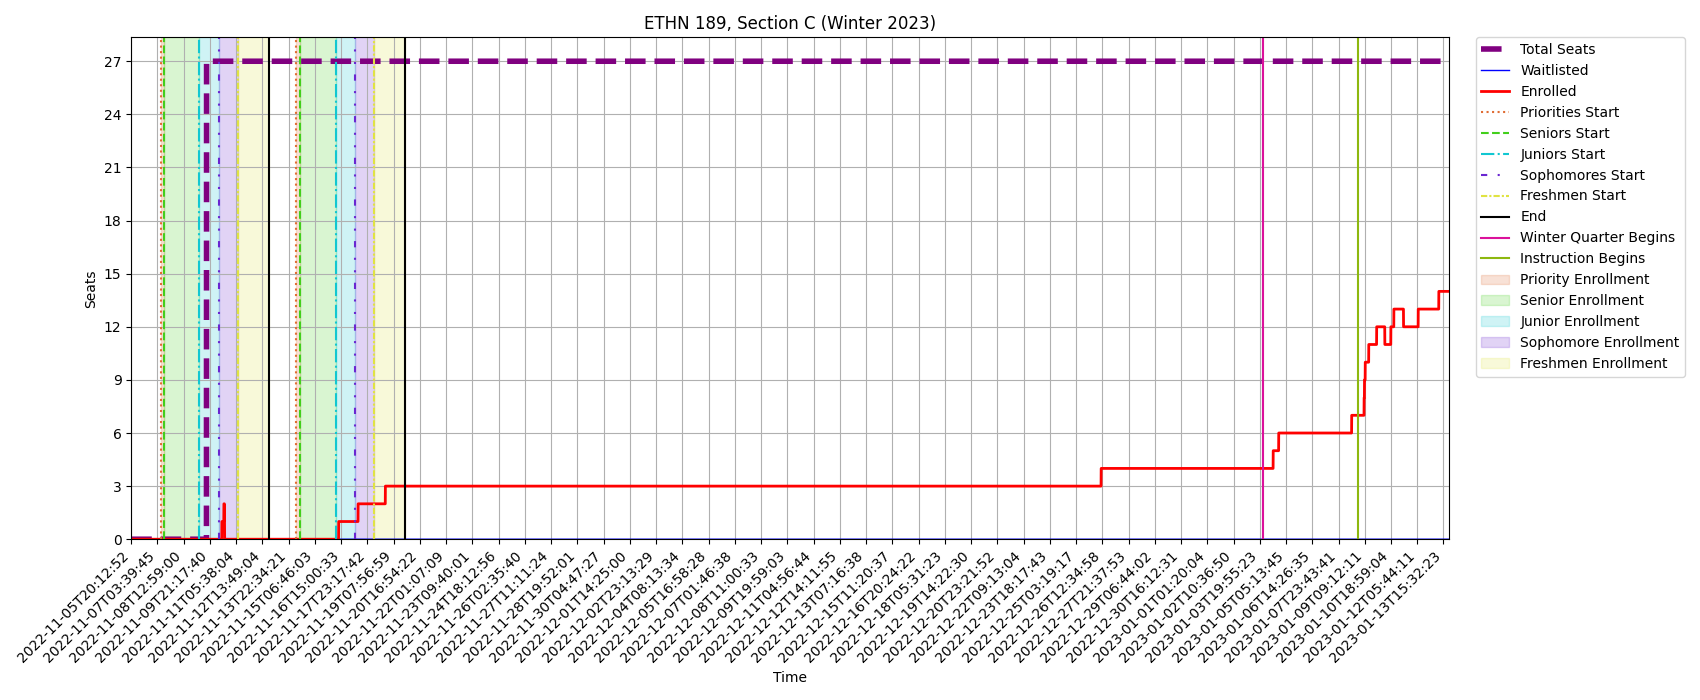 ETHN 189, Section C (Winter 2023)
Seats
27
24
21
18
15
12
9
6
3
0
2022-11-05T20:12:52
2022-11-07T03:39:45
2022-11-08T12:59:00
2022-11-09T21:17:40
2022-11-11T05:38:04
2022-11-12T13:49:04
2022-11-13T22:34:21
2022-11-15T06:46:03
2022-11-16T15:00:33
2022-11-17T23:17:42
2022-11-19T07:56:59
2022-11-20T16:54:22
2022-11-22T01:07:09
2022-11-23T09:40:01
2022-11-24T18:12:56
2022-11-26T02:35:40
2022-11-27T11:11:24
2022-11-28T19:52:01
2022-11-30T04:47:27
2022-12-01T14:25:00
2022-12-02T23:13:29
2022-12-04T08:13:34
2022-12-05T16:58:28
2022-12-07T01:46:38
2022-12-08T11:00:33
2022-12-09T19:59:03
2022-12-11T04:56:44
2022-12-12T14:11:55
2022-12-13T07:16:38
2022-12-15T11:20:37
2022-12-16T20:24:22
2022-12-18T05:31:23
2022-12-19T14:22:30
2022-12-20T23:21:52
2022-12-22T09:13:04
2022-12-23T18:17:43
2022-12-25T03:19:17
2022-12-26T12:34:58
2022-12-27T21:37:53
2022-12-29T06:44:02
2022-12-30T16:12:31
2023-01-01T01:20:04
2023-01-02T10:36:50
2023-01-03T19:55:23
2023-01-05T05:13:45
2023-01-06T14:26:35
2023-01-07T23:43:41
2023-01-09T09:12:11
2023-01-10T18:59:04
2023-01-12T05:44:11
2023-01-13T15:32:23
Time
Total Seats
Waitlisted
Enrolled
Priorities Start
Seniors Start
Juniors Start
Sophomores Start
Freshmen Start
End
Winter Quarter Begins
Instruction Begins
Priority Enrollment
Senior Enrollment
Junior Enrollment
Sophomore Enrollment
Freshmen Enrollment